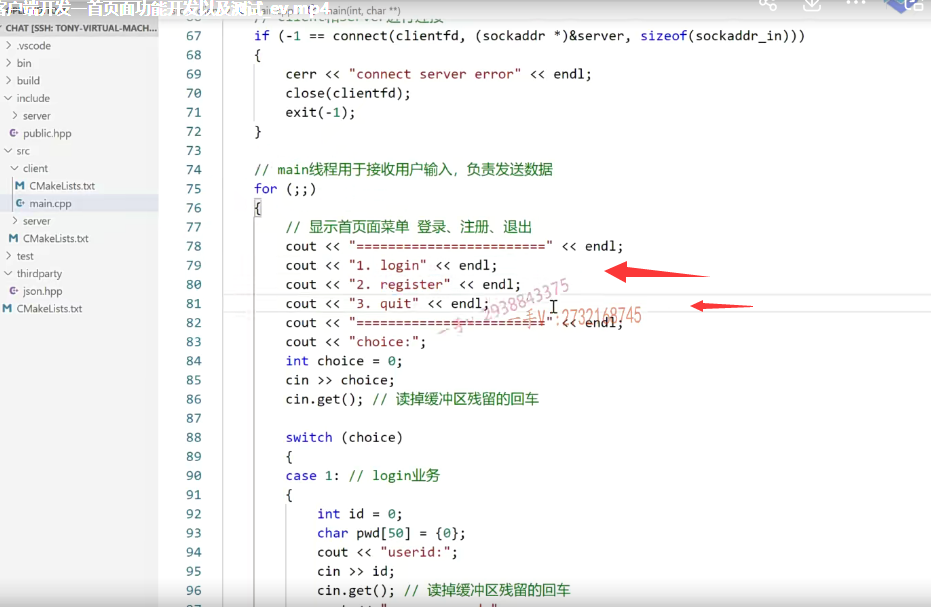 客户端开发—首页面功能开发以及测试_ev.mp4
main(int, char **)
CHAT [SSH: TONY-VIRTUAL-MACH...
.vscode
bin
build
include
server
public.hpp
src
client
CMakeLists.txt
main.cpp
server
CMakeLists.txt
test
thirdparty
json.hpp
CMakeLists.txt
67 if (-1 == connect(clientfd, (sockaddr *)&server, sizeof(sockaddr_in)))
68 {
69 cerr << "connect server error" << endl;
70 close(clientfd);
71 exit(-1);
72 }
73
74 // main线程用于接收用户输入，负责发送数据
75 for (;;)
76 {
77 // 显示首页面菜单 登录、注册、退出
78 cout << "========================" << endl;
79 cout << "1. login" << endl;
80 cout << "2. register" << endl;
81 cout << "3. quit" << endl;
82 cout << "========================" << endl;
83 cout << "choice:";
84 int choice = 0;
85 cin >> choice;
86 cin.get(); // 读掉缓冲区残留的回车
87
88 switch (choice)
89 {
90 case 1: // login业务
91 {
92 int id = 0;
93 char pwd[50] = {0};
94 cout << "userid:";
95 cin >> id;
96 cin.get(); // 读掉缓冲区残留的回车
2938843375
一手V:2732168745